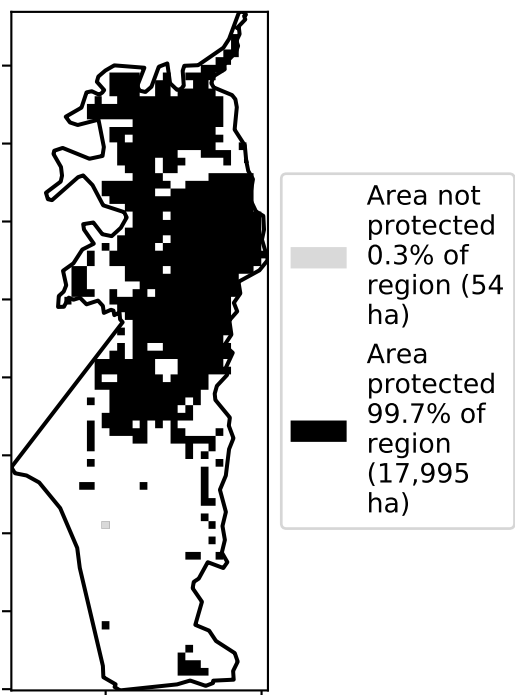 Area not
protected
0.3% of
region (54
ha)
Area
protected
99.7% of
region
(17,995
ha)